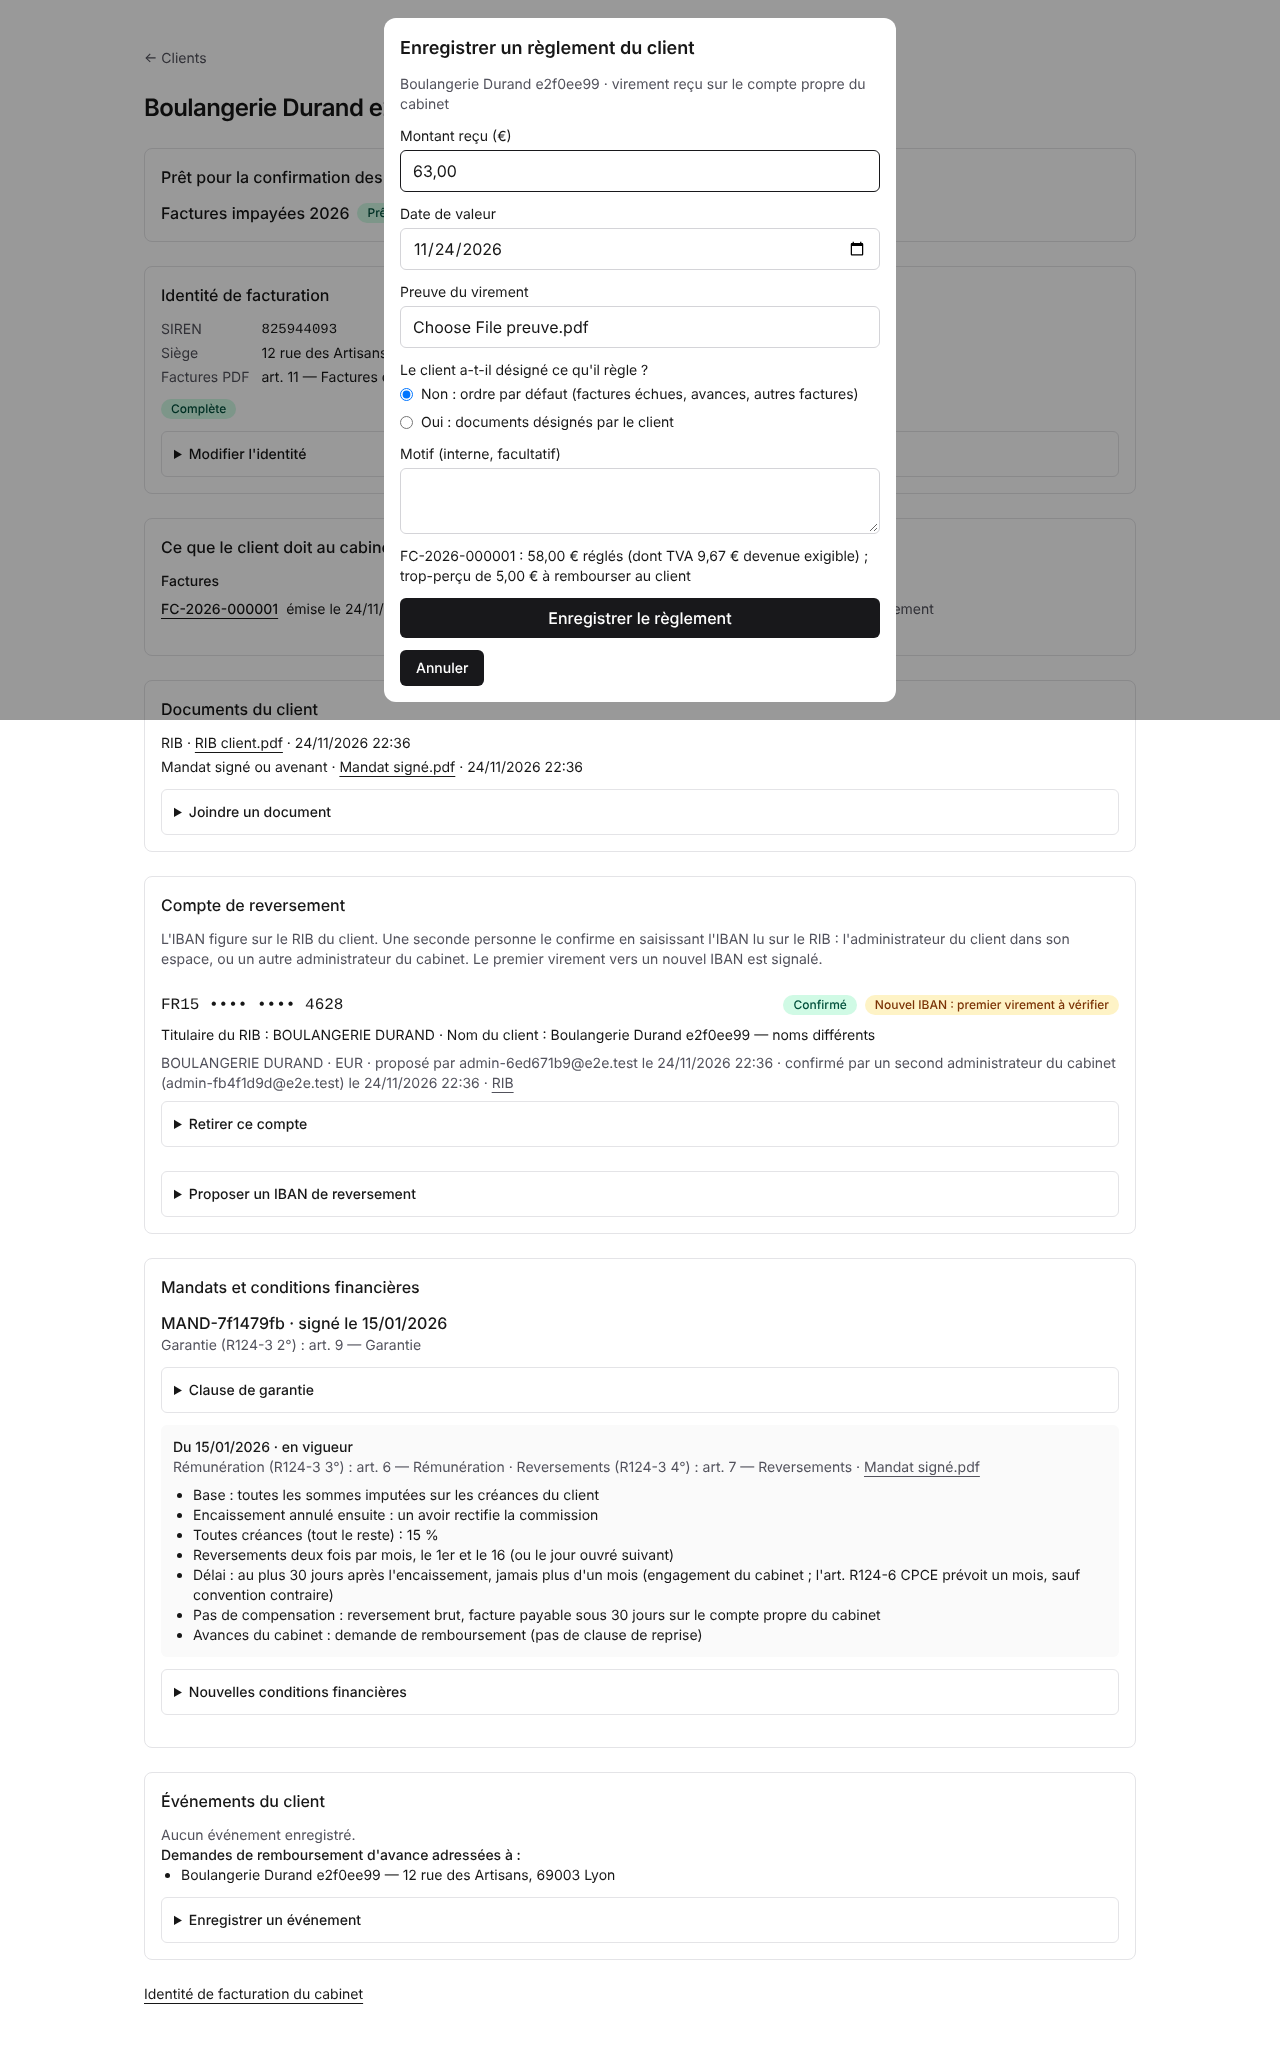 ← Clients
Boulangerie Durand
Prêt pour la confirmation des
Factures impayées 2026
Identité de facturation
SIREN 825944093
Siège 12 rue des Artisans
Factures PDF art. 11 — Factures
Complète
Modifier l'identité
Ce que le client doit au
Factures
FC-2026-000001 émise le 24/11/
Enregistrer un règlement du client
Boulangerie Durand e2f0ee99 · virement reçu sur le compte propre du
cabinet
Montant reçu (€)
63,00
Date de valeur
11/24/2026
Preuve du virement
Choose File preuve.pdf
Le client a-t-il désigné ce qu'il règle ?
Non : ordre par défaut (factures échues, avances, autres factures)
Oui : documents désignés par le client
Motif (interne, facultatif)
FC-2026-000001 : 58,00 € réglés (dont TVA 9,67 € devenue exigible) ;
trop-perçu de 5,00 € à rembourser au client
Enregistrer le règlement
Annuler
Documents du client
RIB · RIB client.pdf · 24/11/2026 22:36
Mandat signé ou avenant · Mandat signé.pdf · 24/11/2026 22:36
Joindre un document
Compte de reversement
L'IBAN figure sur le RIB du client. Une seconde personne le confirme en saisissant l'IBAN lu sur le RIB : l'administrateur du client dans son
espace, ou un autre administrateur du cabinet. Le premier virement vers un nouvel IBAN est signalé.
FR15 •••• •••• 4628 Confirmé Nouvel IBAN : premier virement à vérifier
Titulaire du RIB : BOULANGERIE DURAND · Nom du client : Boulangerie Durand e2f0ee99 — noms différents
BOULANGERIE DURAND · EUR · proposé par admin-6ed671b9@e2e.test le 24/11/2026 22:36 · confirmé par un second administrateur du cabinet
(admin-fb4f1d9d@e2e.test) le 24/11/2026 22:36 · RIB
Retirer ce compte
Proposer un IBAN de reversement
Mandats et conditions financières
MAND-7f1479fb · signé le 15/01/2026
Garantie (R124-3 2°) : art. 9 — Garantie
Clause de garantie
Du 15/01/2026 · en vigueur
Rémunération (R124-3 3°) : art. 6 — Rémunération · Reversements (R124-3 4°) : art. 7 — Reversements · Mandat signé.pdf
• Base : toutes les sommes imputées sur les créances du client
• Encaissement annulé ensuite : un avoir rectifie la commission
• Toutes créances (tout le reste) : 15 %
• Reversements deux fois par mois, le 1er et le 16 (ou le jour ouvré suivant)
• Délai : au plus 30 jours après l'encaissement, jamais plus d'un mois (engagement du cabinet ; l'art. R124-6 CPCE prévoit un mois, sauf
convention contraire)
• Pas de compensation : reversement brut, facture payable sous 30 jours sur le compte propre du cabinet
• Avances du cabinet : demande de remboursement (pas de clause de reprise)
Nouvelles conditions financières
Événements du client
Aucun événement enregistré.
Demandes de remboursement d'avance adressées à :
• Boulangerie Durand e2f0ee99 — 12 rue des Artisans, 69003 Lyon
Enregistrer un événement
Identité de facturation du cabinet